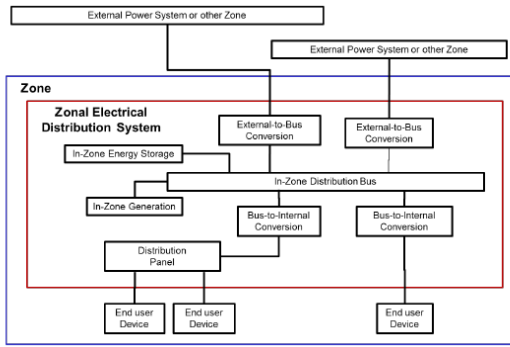 External Power System or other Zone
External Power System or other Zone
Zone
Zonal Electrical
Distribution System
External-to-Bus
Conversion
External-to-Bus
Conversion
In-Zone Energy Storage
In-Zone Distribution Bus
In-Zone Generation
Bus-to-Internal
Conversion
Bus-to-Internal
Conversion
Distribution
Panel
End user
Device
End user
Device
End user
Device